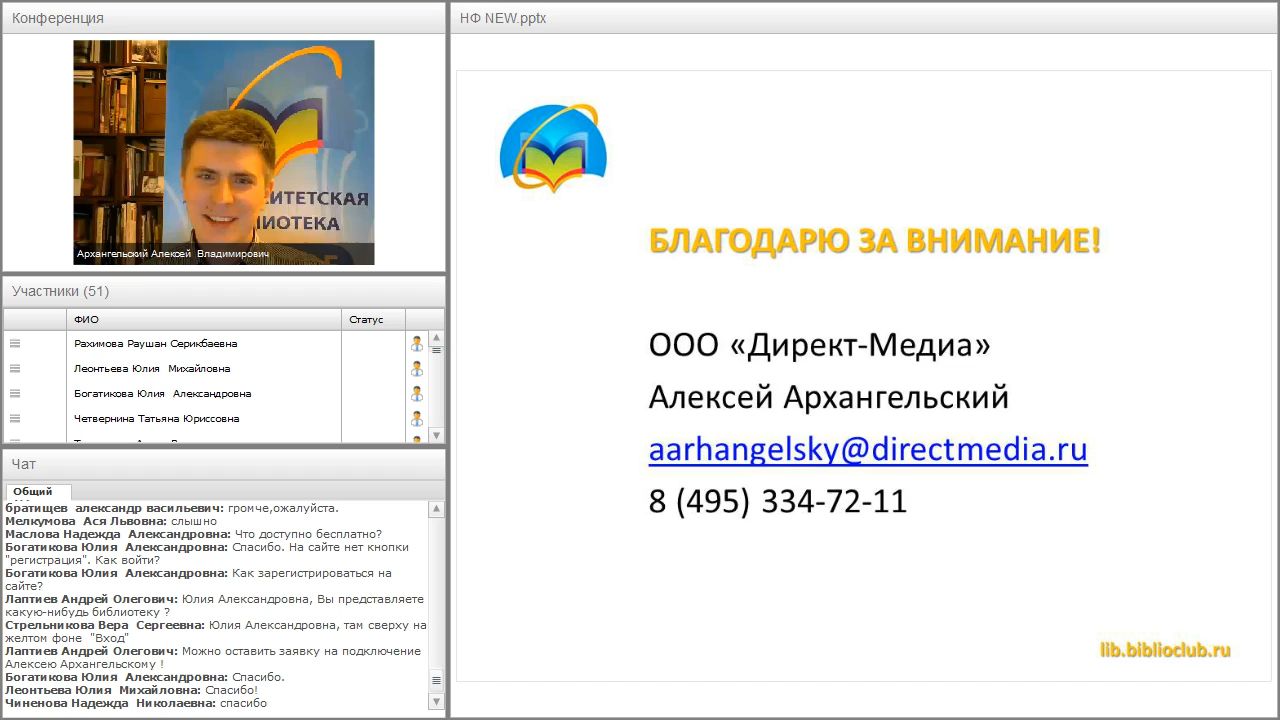 Конференция
ИТЕТСКАЯ
ИОТЕКА
Архангельский Алексей Владимирович
Участники (51)
ФИО Статус
Рахимова Раушан Серикбаевна
Леонтьева Юлия Михайловна
Богатикова Юлия Александровна
Четвернина Татьяна Юриссовна
Чат
Общий
братищев александр васильевич: громче,ожалуйста.
Мелкумова Ася Львовна: слышно
Маслова Надежда Александровна: Что доступно бесплатно?
Богатикова Юлия Александровна: Спасибо. На сайте нет кнопки
"регистрация". Как войти?
Богатикова Юлия Александровна: Как зарегистрироваться на
сайте?
Лаптиев Андрей Олегович: Юлия Александровна, Вы представляете
какую-нибудь библиотеку ?
Стрельникова Вера Сергеевна: Юлия Александровна, там сверху на
желтом фоне "Вход"
Лаптиев Андрей Олегович: Можно оставить заявку на подключение
Алексею Архангельскому !
Богатикова Юлия Александровна: Спасибо.
Леонтьева Юлия Михайловна: Спасибо!
Чиненова Надежда Николаевна: спасибо
НФ NEW.pptx
БЛАГОДАРЮ ЗА ВНИМАНИЕ!
ООО «Директ-Медиа»
Алексей Архангельский
aarhangelsky@directmedia.ru
8 (495) 334-72-11
lib.biblioclub.ru